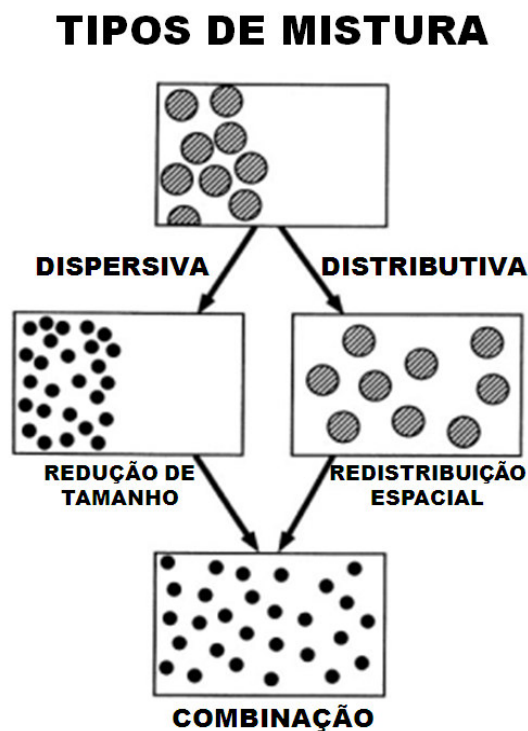 TIPOS DE MISTURA
DISPERSIVA
DISTRIBUTIVA
REDUÇÃO DE
TAMANHO
REDISTRIBUIÇÃO
ESPACIAL
COMBINAÇÃO